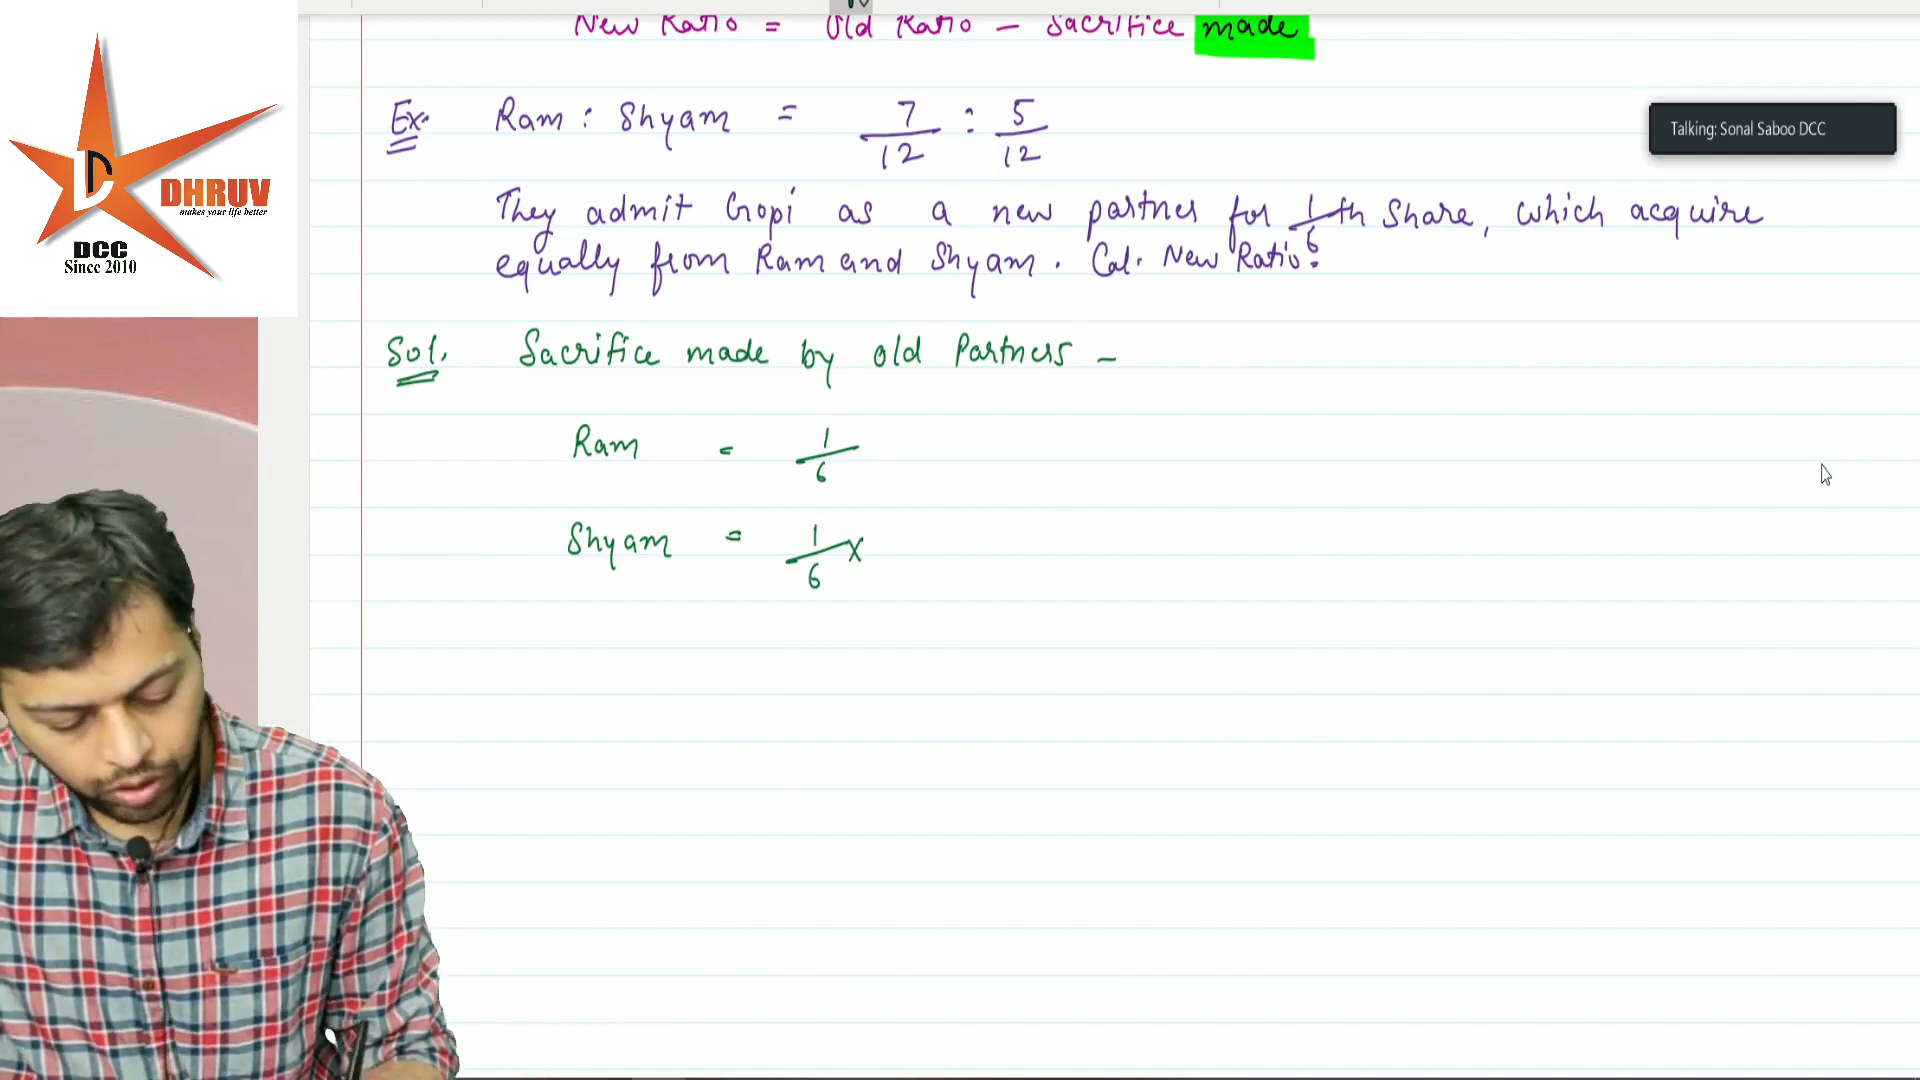 New Ratio = Old Ratio - Sacrifice made
Ex. Ram : Shyam = 7/12 : 5/12
They admit Gopi as a new partner for 1/6th Share, which acquire
equally from Ram and Shyam. Cal. New Ratio.
Sol. Sacrifice made by old Partners -
Ram = 1/6
Shyam = 1/6 x
Talking: Sonal Saboo DCC
D
DHRUV
makes your life better
DCC
Since 2010